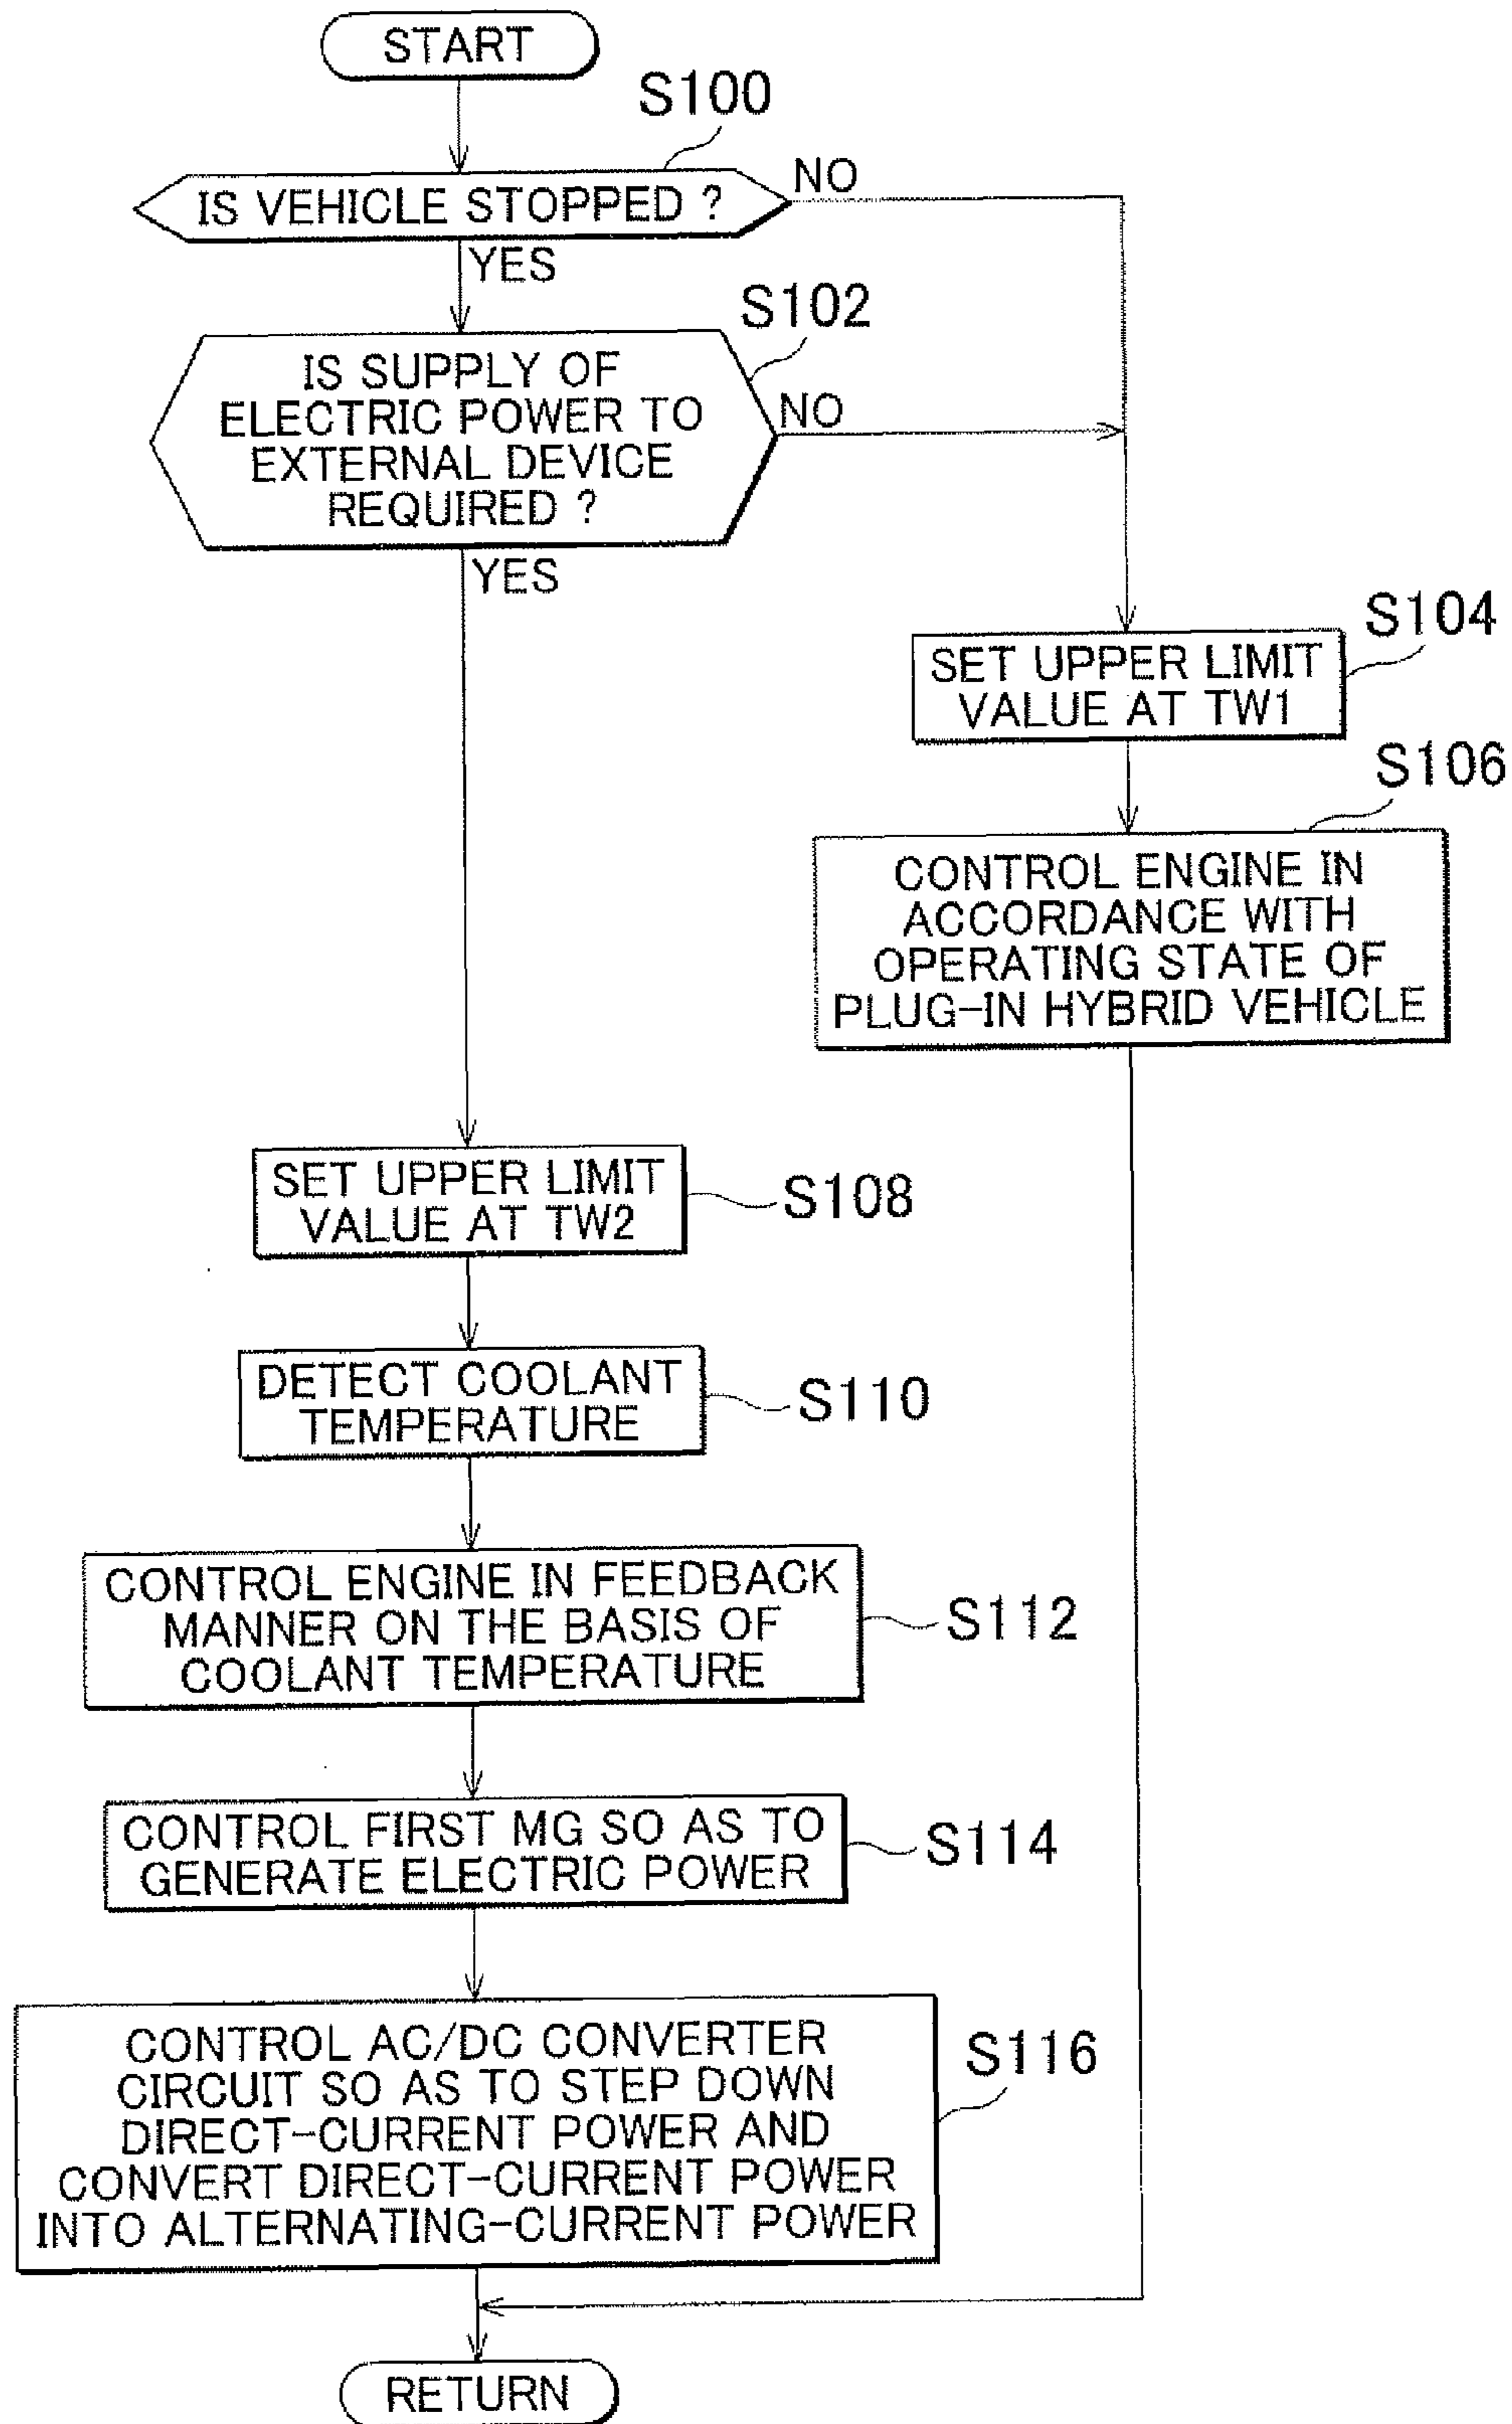 START
S100
IS VEHICLE STOPPED ?
NO
YES
S102
IS SUPPLY OF
ELECTRIC POWER TO
EXTERNAL DEVICE
REQUIRED ?
NO
YES
S104
SET UPPER LIMIT
VALUE AT TW1
S106
CONTROL ENGINE IN
ACCORDANCE WITH
OPERATING STATE OF
PLUG-IN HYBRID VEHICLE
SET UPPER LIMIT
VALUE AT TW2
S108
DETECT COOLANT
TEMPERATURE
S110
CONTROL ENGINE IN FEEDBACK
MANNER ON THE BASIS OF
COOLANT TEMPERATURE
S112
CONTROL FIRST MG SO AS TO
GENERATE ELECTRIC POWER
S114
CONTROL AC/DC CONVERTER
CIRCUIT SO AS TO STEP DOWN
DIRECT-CURRENT POWER AND
CONVERT DIRECT-CURRENT POWER
INTO ALTERNATING-CURRENT POWER
S116
RETURN